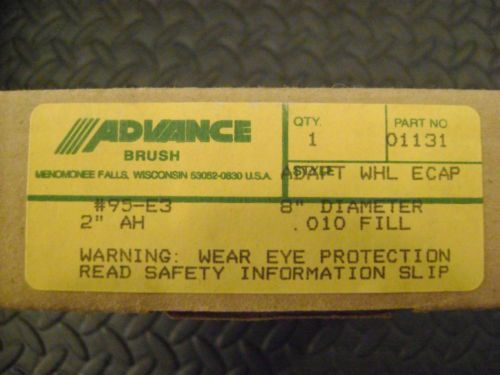 ADVANCE
BRUSH
MENOMONEE FALLS, WISCONSIN 53052-0830 U.S.A.
QTY.
1
PART NO
01131
STYLE
ADAPT WHL ECAP
#95-E3 8" DIAMETER
2" AH .010 FILL
WARNING: WEAR EYE PROTECTION
READ SAFETY INFORMATION SLIP